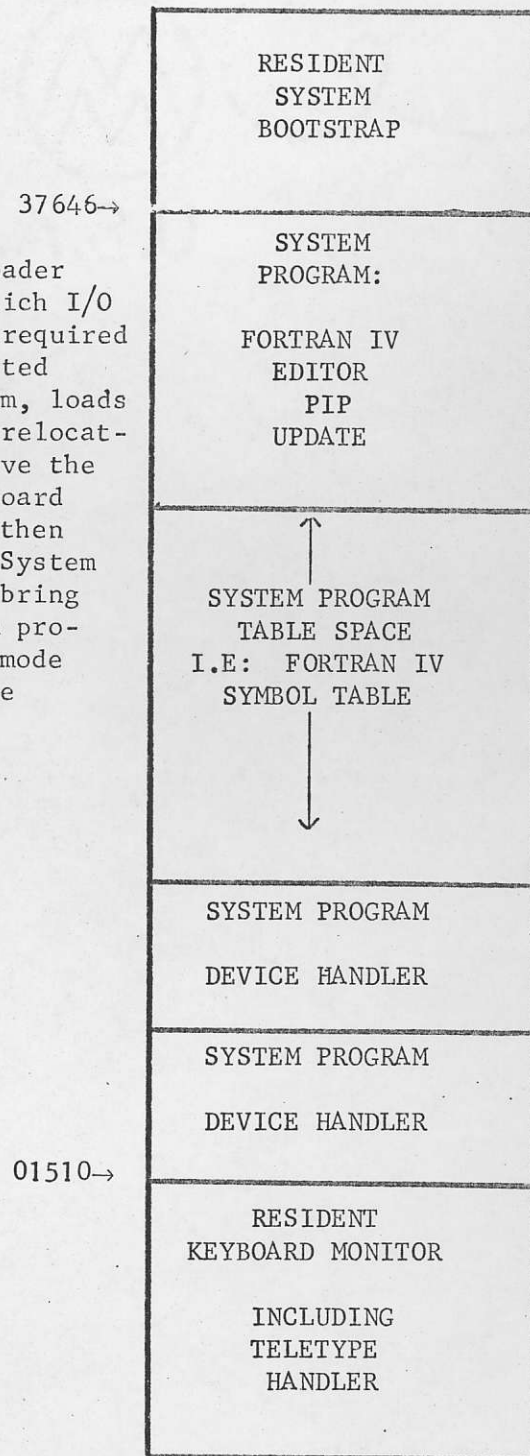 RESIDENT
SYSTEM
BOOTSTRAP
37646→
SYSTEM
PROGRAM:
FORTRAN IV
EDITOR
PIP
UPDATE
ader
ich I/O
required
ted
m, loads
relocat-
ve the
oard
then
System
bring
pro-
mode
e
SYSTEM PROGRAM
TABLE SPACE
I.E: FORTRAN IV
SYMBOL TABLE
SYSTEM PROGRAM
DEVICE HANDLER
SYSTEM PROGRAM
DEVICE HANDLER
01510→
RESIDENT
KEYBOARD MONITOR
INCLUDING
TELETYPE
HANDLER